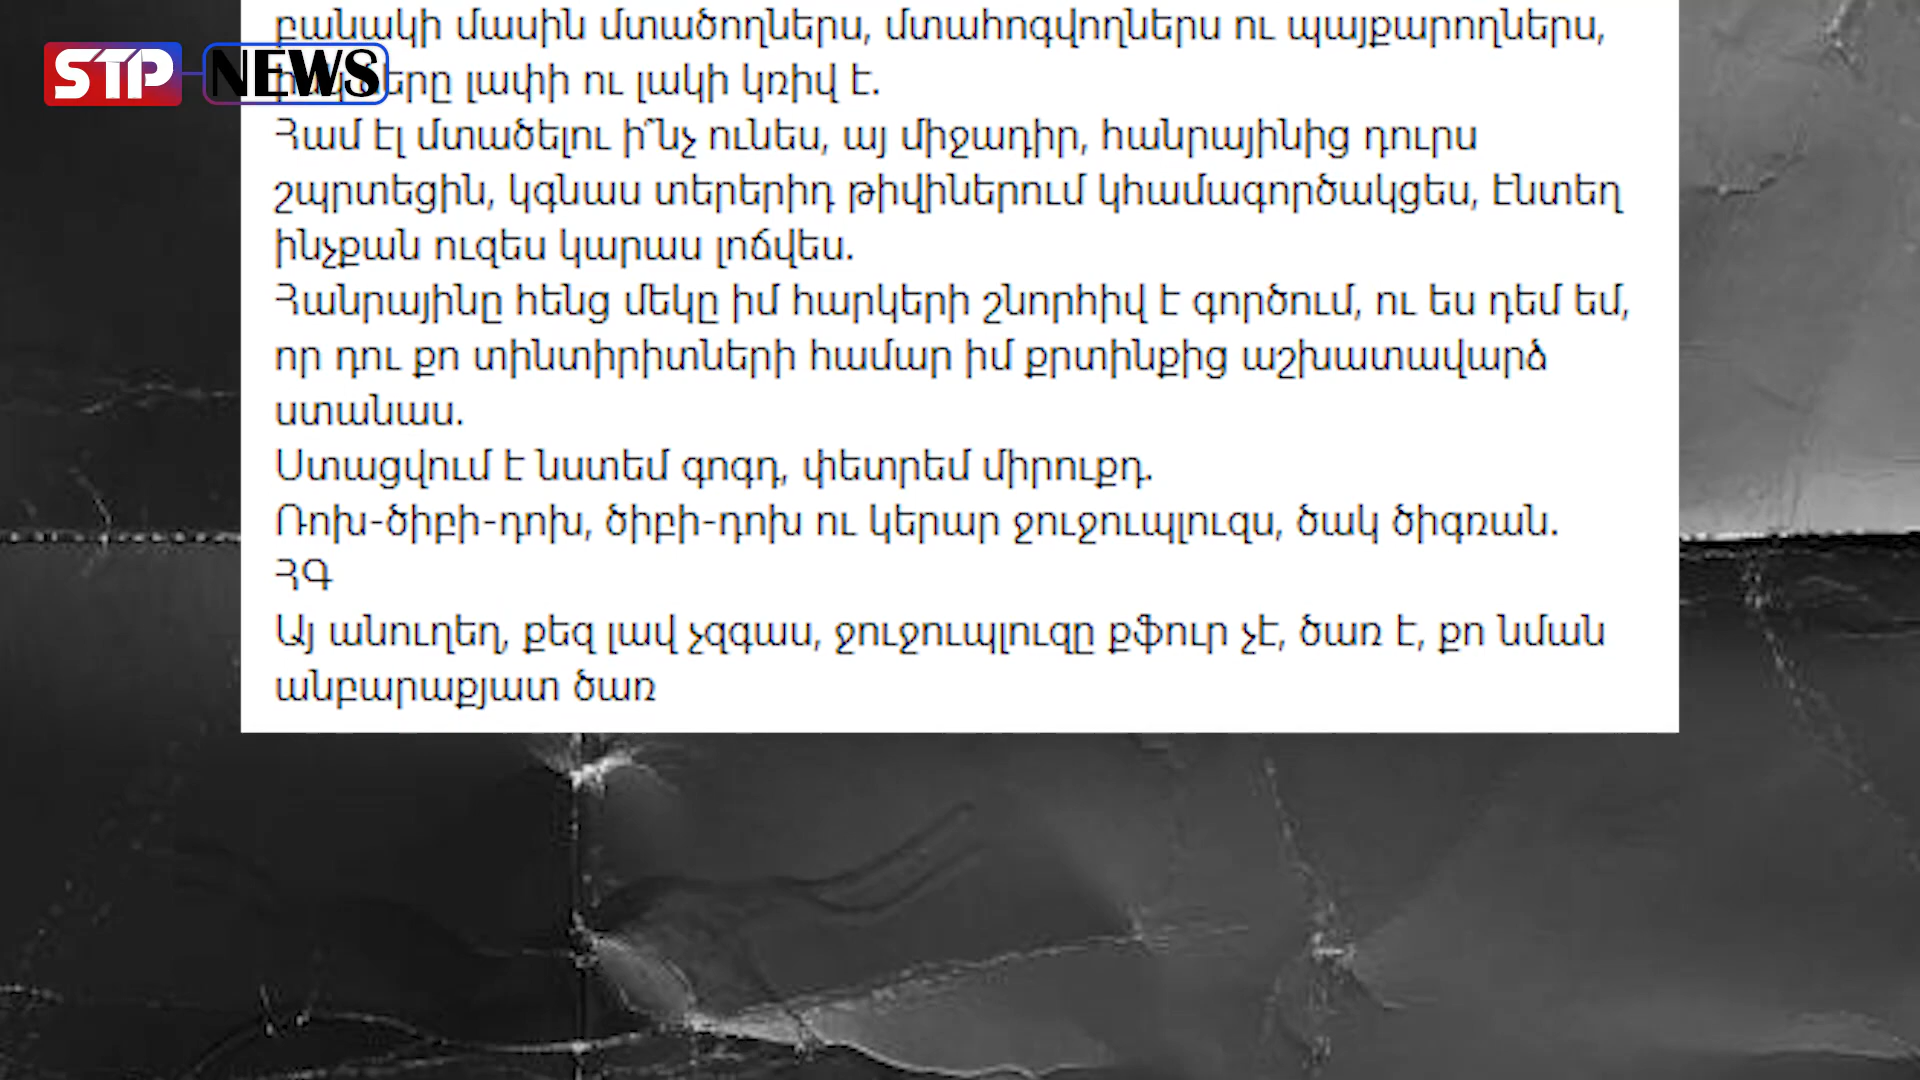 բանակի մասին մտածողներս, մտահոգվողներս ու պայքարողներս,
STP NEWS
լափի ու լակի կռիվ է.
Համ էլ մտածելու ի՞նչ ունես, այ միջադիր, հանրայինից դուրս
շպրտեցին, կգնաս տերերիդ թիվիներում կհամագործակցես, էնտեղ
ինչքան ուզես կարաս լոճվես.
Հանրայինը հենց մեկը իմ հարկերի շնորհիվ է գործում, ու ես դեմ եմ,
որ դու քո տինտիրիտների համար իմ քրտինքից աշխատավարձ
ստանաս.
Ստացվում է նստեմ գոգդ, փետրեմ միրուքդ.
Ռոխ-ծիբի-դոխ, ծիբի-դոխ ու կերար ջուջուպլուզս, ծակ ծիգռան.
ՀԳ
Այ անուղեղ, քեզ լավ չզգաս, ջուջուպլուզը քֆուր չէ, ծառ է, քո նման
անբարաքյատ ծառ